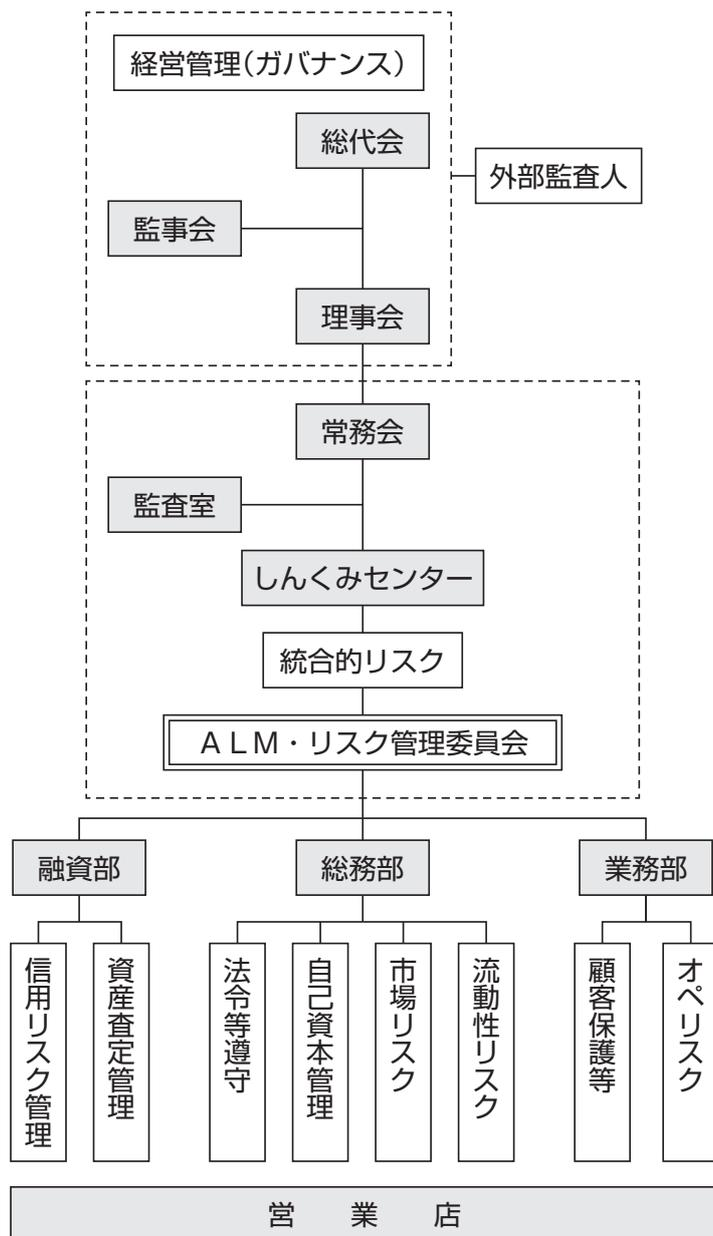 経営管理(ガバナンス)
総代会
外部監査人
監事会
理事会
常務会
監査室
しんくみセンター
統合的リスク
ALM・リスク管理委員会
融資部
総務部
業務部
信用リスク管理
資産査定管理
法令等遵守
自己資本管理
市場リスク
流動性リスク
顧客保護等
オペリスク
営業店